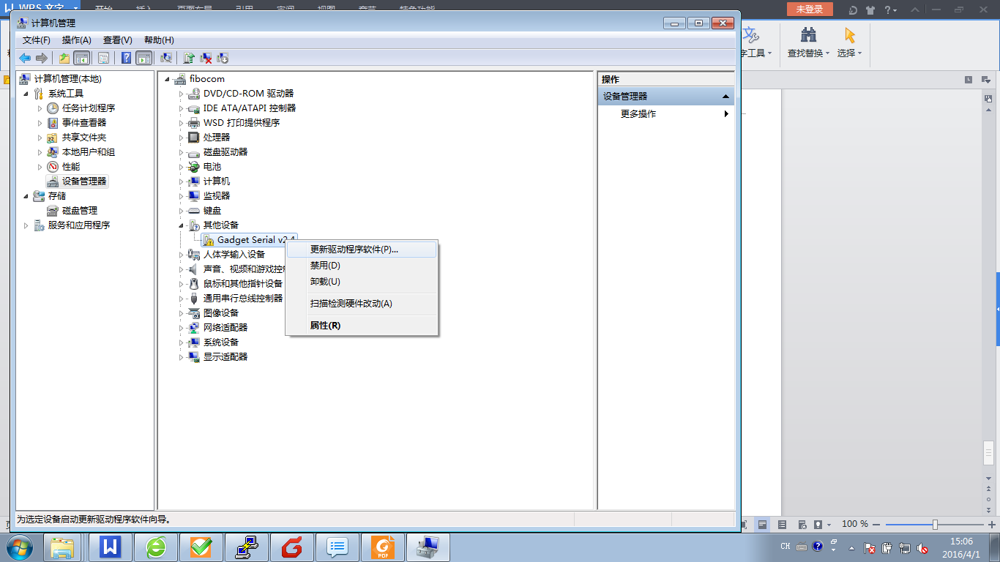 WPS 文字
未登录
计算机管理
文件(F) 操作(A) 查看(V) 帮助(H)
字工具
查找替换
选择
计算机管理(本地)
系统工具
任务计划程序
事件查看器
共享文件夹
本地用户和组
性能
设备管理器
存储
磁盘管理
服务和应用程序
fibocom
DVD/CD-ROM 驱动器
IDE ATA/ATAPI 控制器
WSD 打印提供程序
处理器
磁盘驱动器
电池
计算机
监视器
键盘
其他设备
Gadget Serial v2.4
人体学输入设备
声音、视频和游戏控制
鼠标和其他指针设备
通用串行总线控制器
图像设备
网络适配器
系统设备
显示适配器
更新驱动程序软件(P)...
禁用(D)
卸载(U)
扫描检测硬件改动(A)
属性(R)
操作
设备管理器
更多操作
为选定设备启动更新驱动程序软件向导。
100 %
CH
15:06
2016/4/1